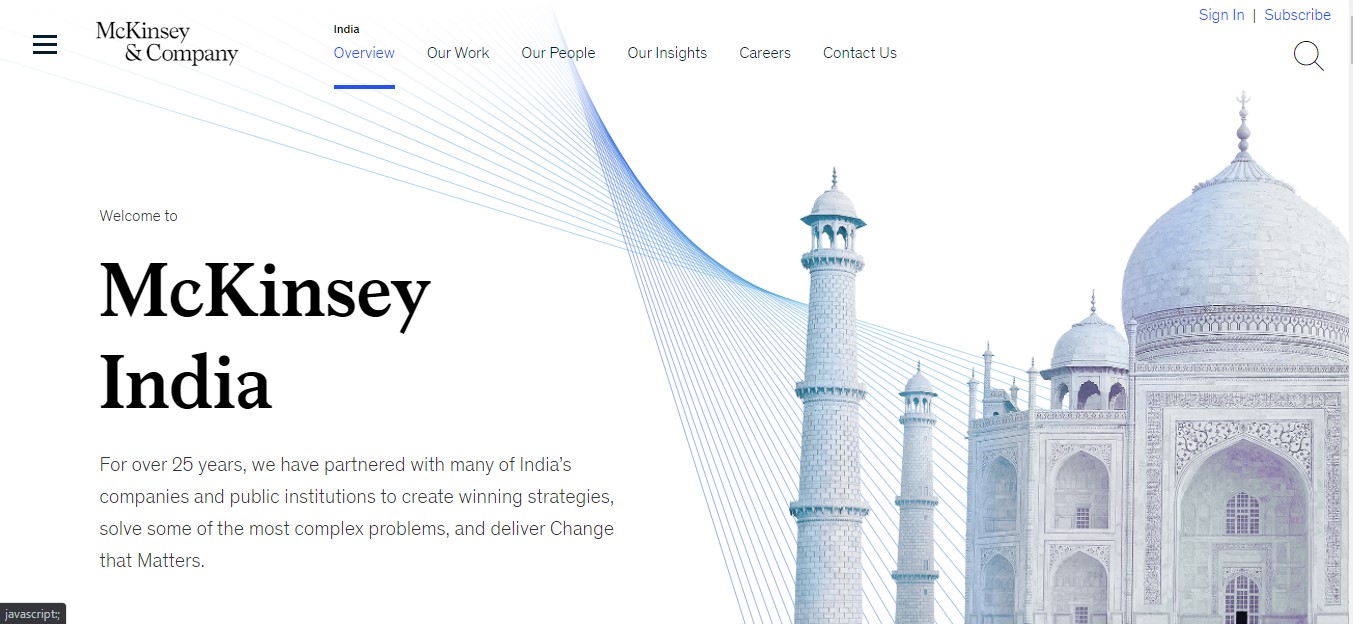 Sign In | Subscribe
McKinsey
& Company
India
Overview Our Work Our People Our Insights Careers Contact Us
Welcome to
McKinsey
India
For over 25 years, we have partnered with many of India’s
companies and public institutions to create winning strategies,
solve some of the most complex problems, and deliver Change
that Matters.
javascript:;